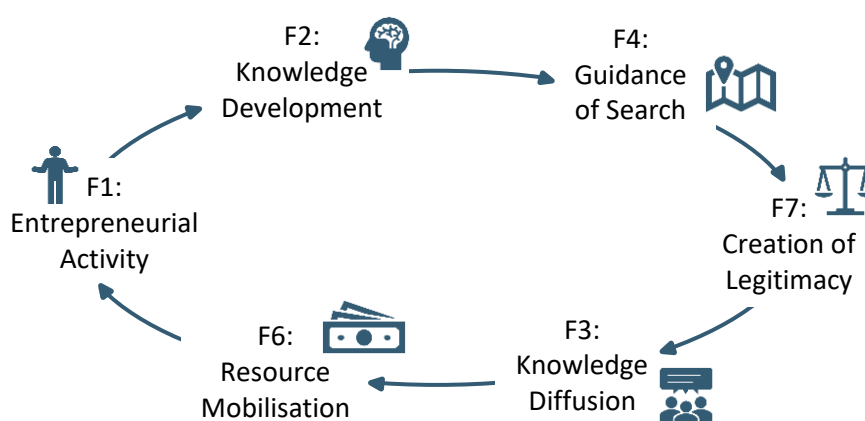 F2:
Knowledge
Development
F4:
Guidance
of Search
F1:
Entrepreneurial
Activity
F7:
Creation of
Legitimacy
F6:
Resource
Mobilisation
F3:
Knowledge
Diffusion